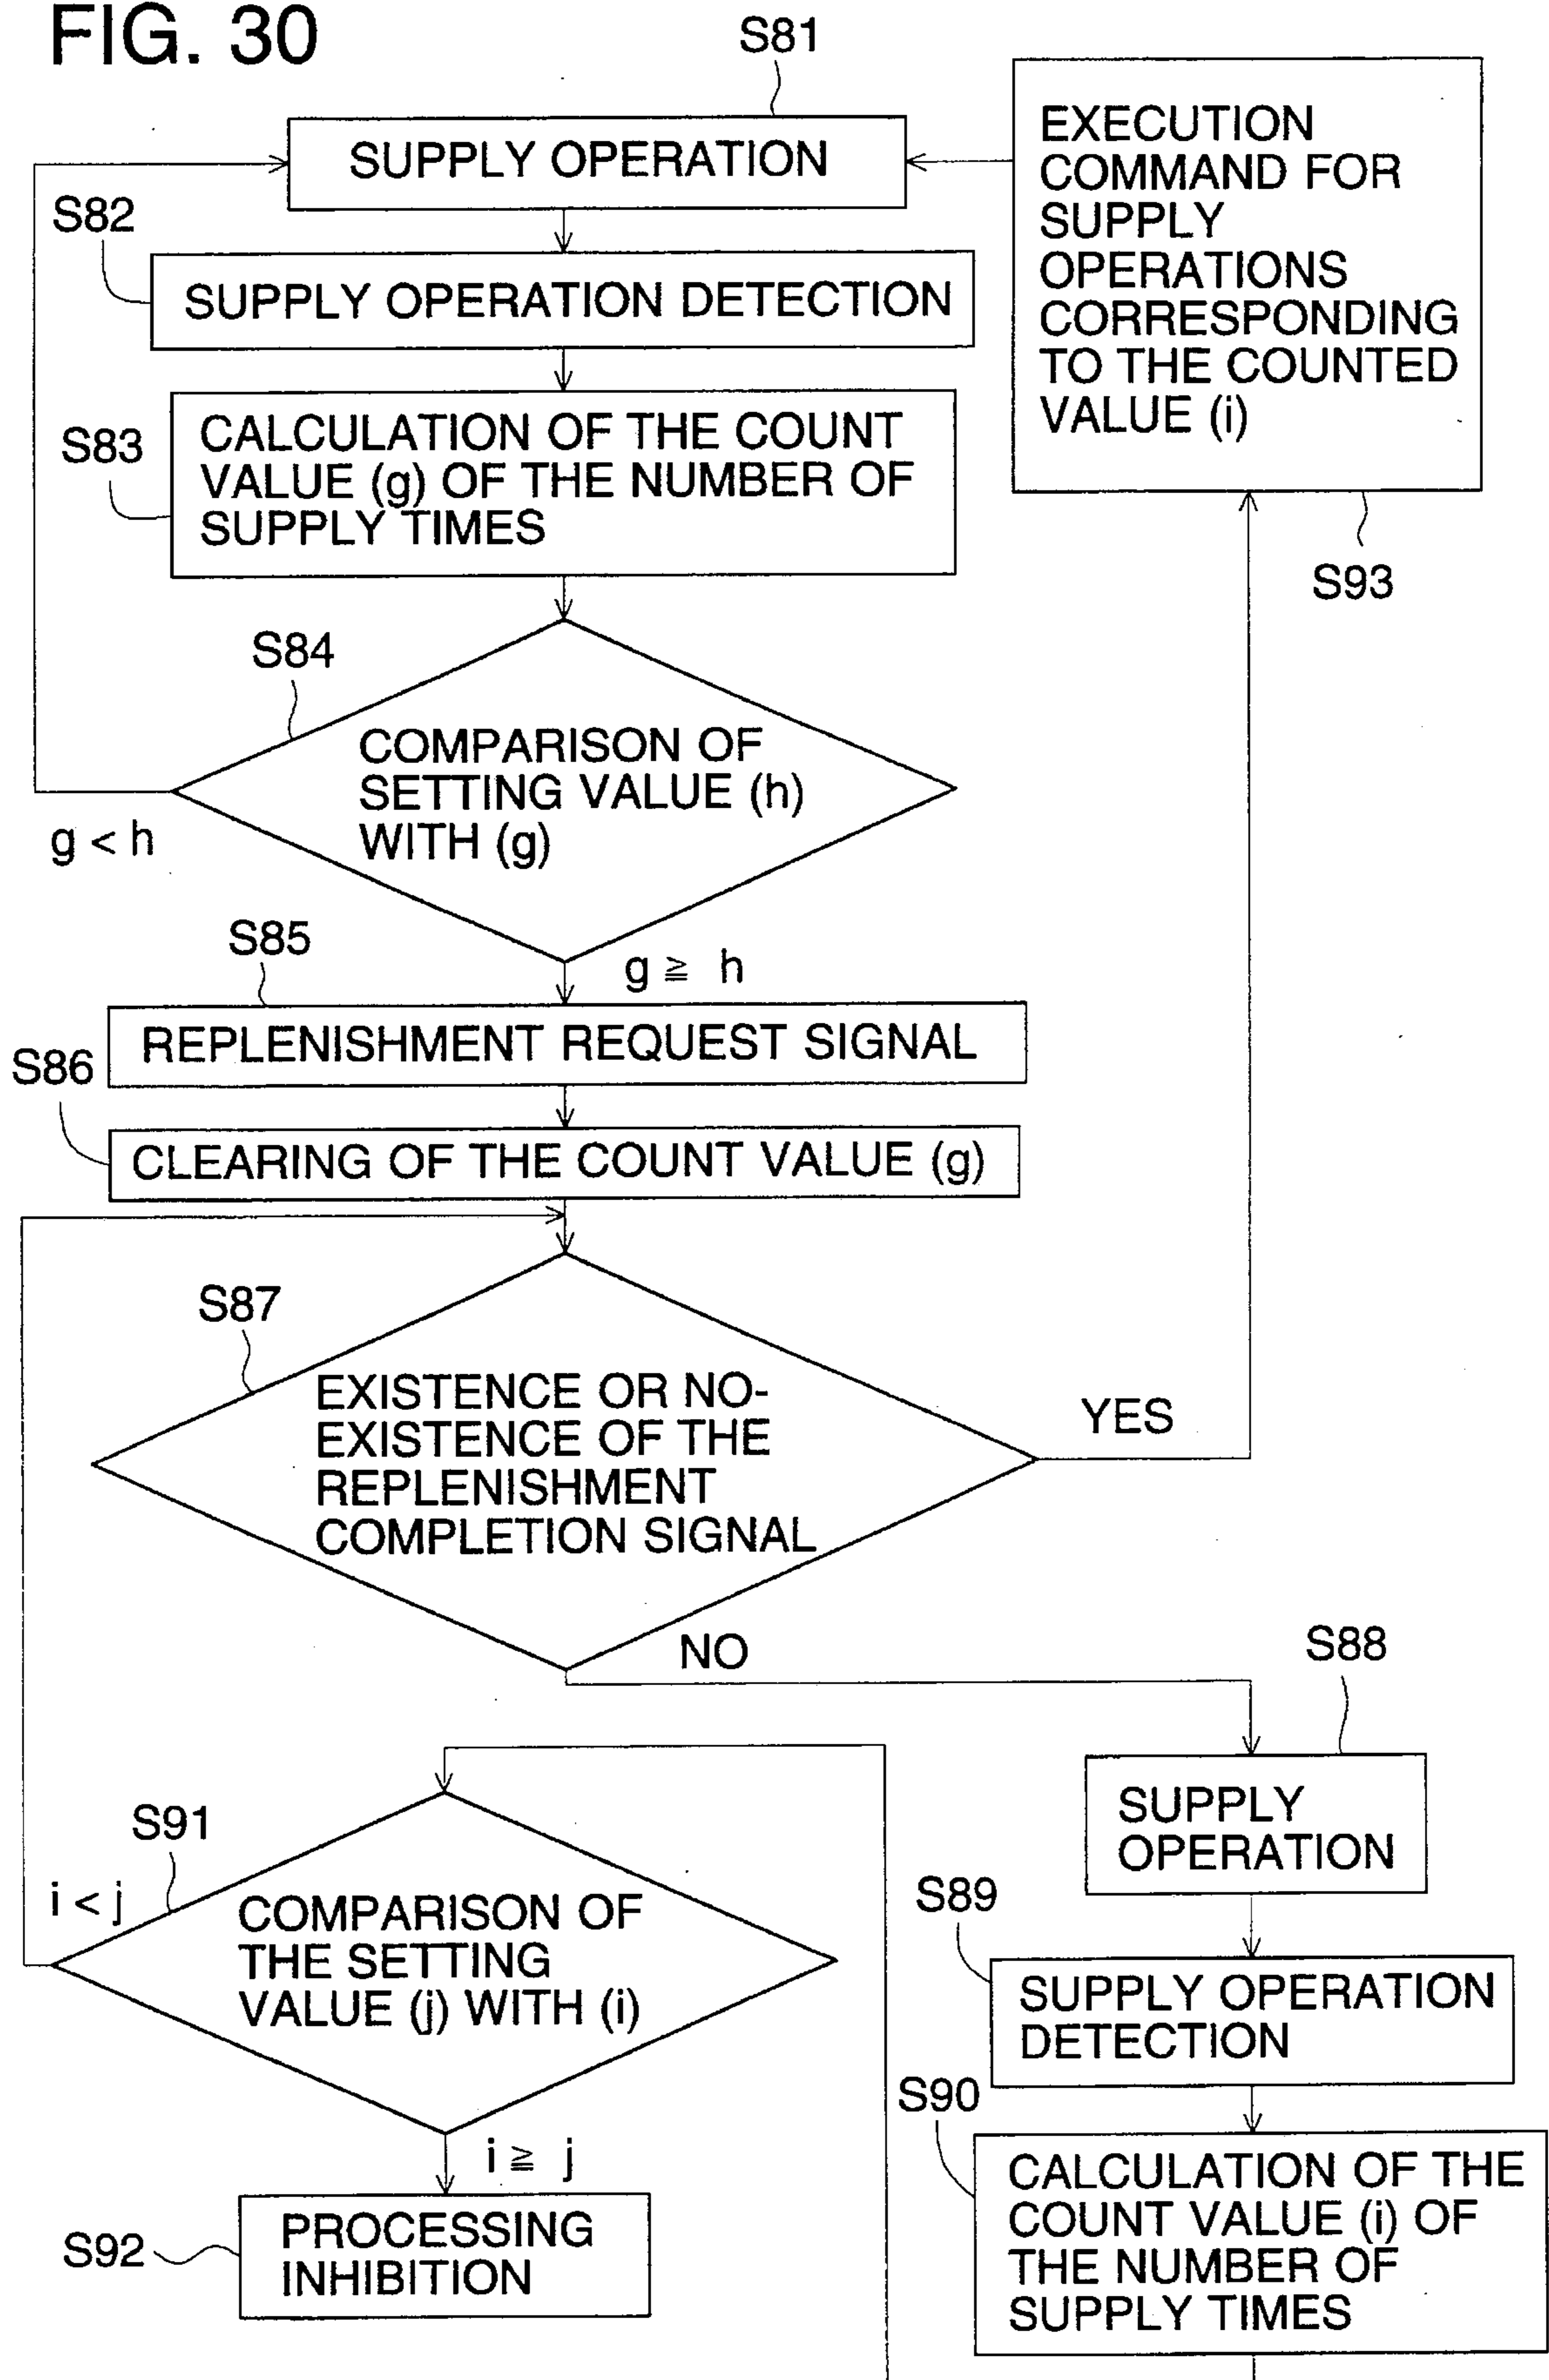 FIG. 30
S81
SUPPLY OPERATION
EXECUTION
COMMAND FOR
SUPPLY
OPERATIONS
CORRESPONDING
TO THE COUNTED
VALUE (i)
S93
S82
SUPPLY OPERATION DETECTION
S83
CALCULATION OF THE COUNT
VALUE (g) OF THE NUMBER OF
SUPPLY TIMES
S84
COMPARISON OF
SETTING VALUE (h)
WITH (g)
g < h
g ≧ h
S85
REPLENISHMENT REQUEST SIGNAL
S86
CLEARING OF THE COUNT VALUE (g)
S87
EXISTENCE OR NO-
EXISTENCE OF THE
REPLENISHMENT
COMPLETION SIGNAL
YES
NO
S88
SUPPLY
OPERATION
S89
SUPPLY OPERATION
DETECTION
S90
CALCULATION OF THE
COUNT VALUE (i) OF
THE NUMBER OF
SUPPLY TIMES
S91
i < j
COMPARISON OF
THE SETTING
VALUE (j) WITH (i)
i ≧ j
S92
PROCESSING
INHIBITION